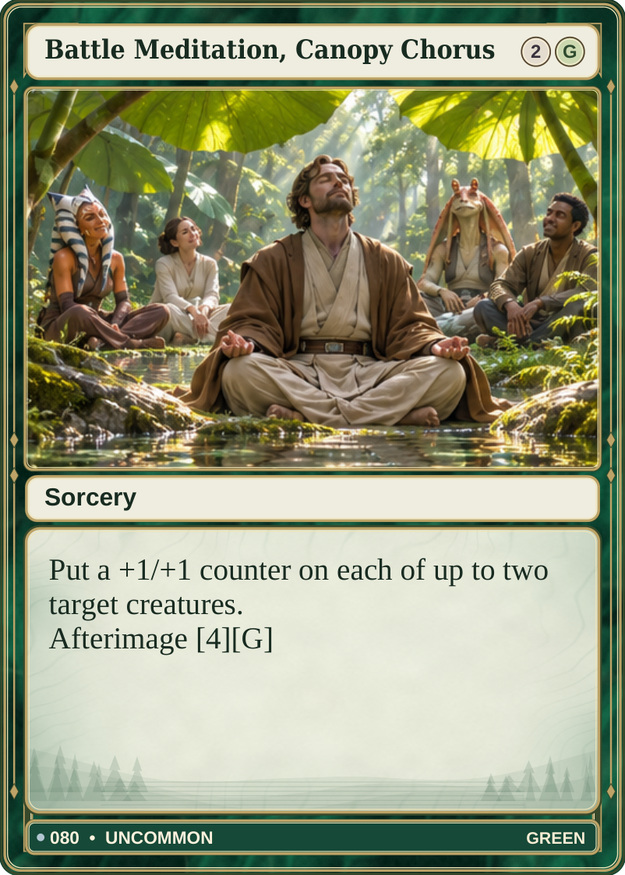 Battle Meditation, Canopy Chorus 2 G
Sorcery
Put a +1/+1 counter on each of up to two
target creatures.
Afterimage [4][G]
080 • UNCOMMON GREEN